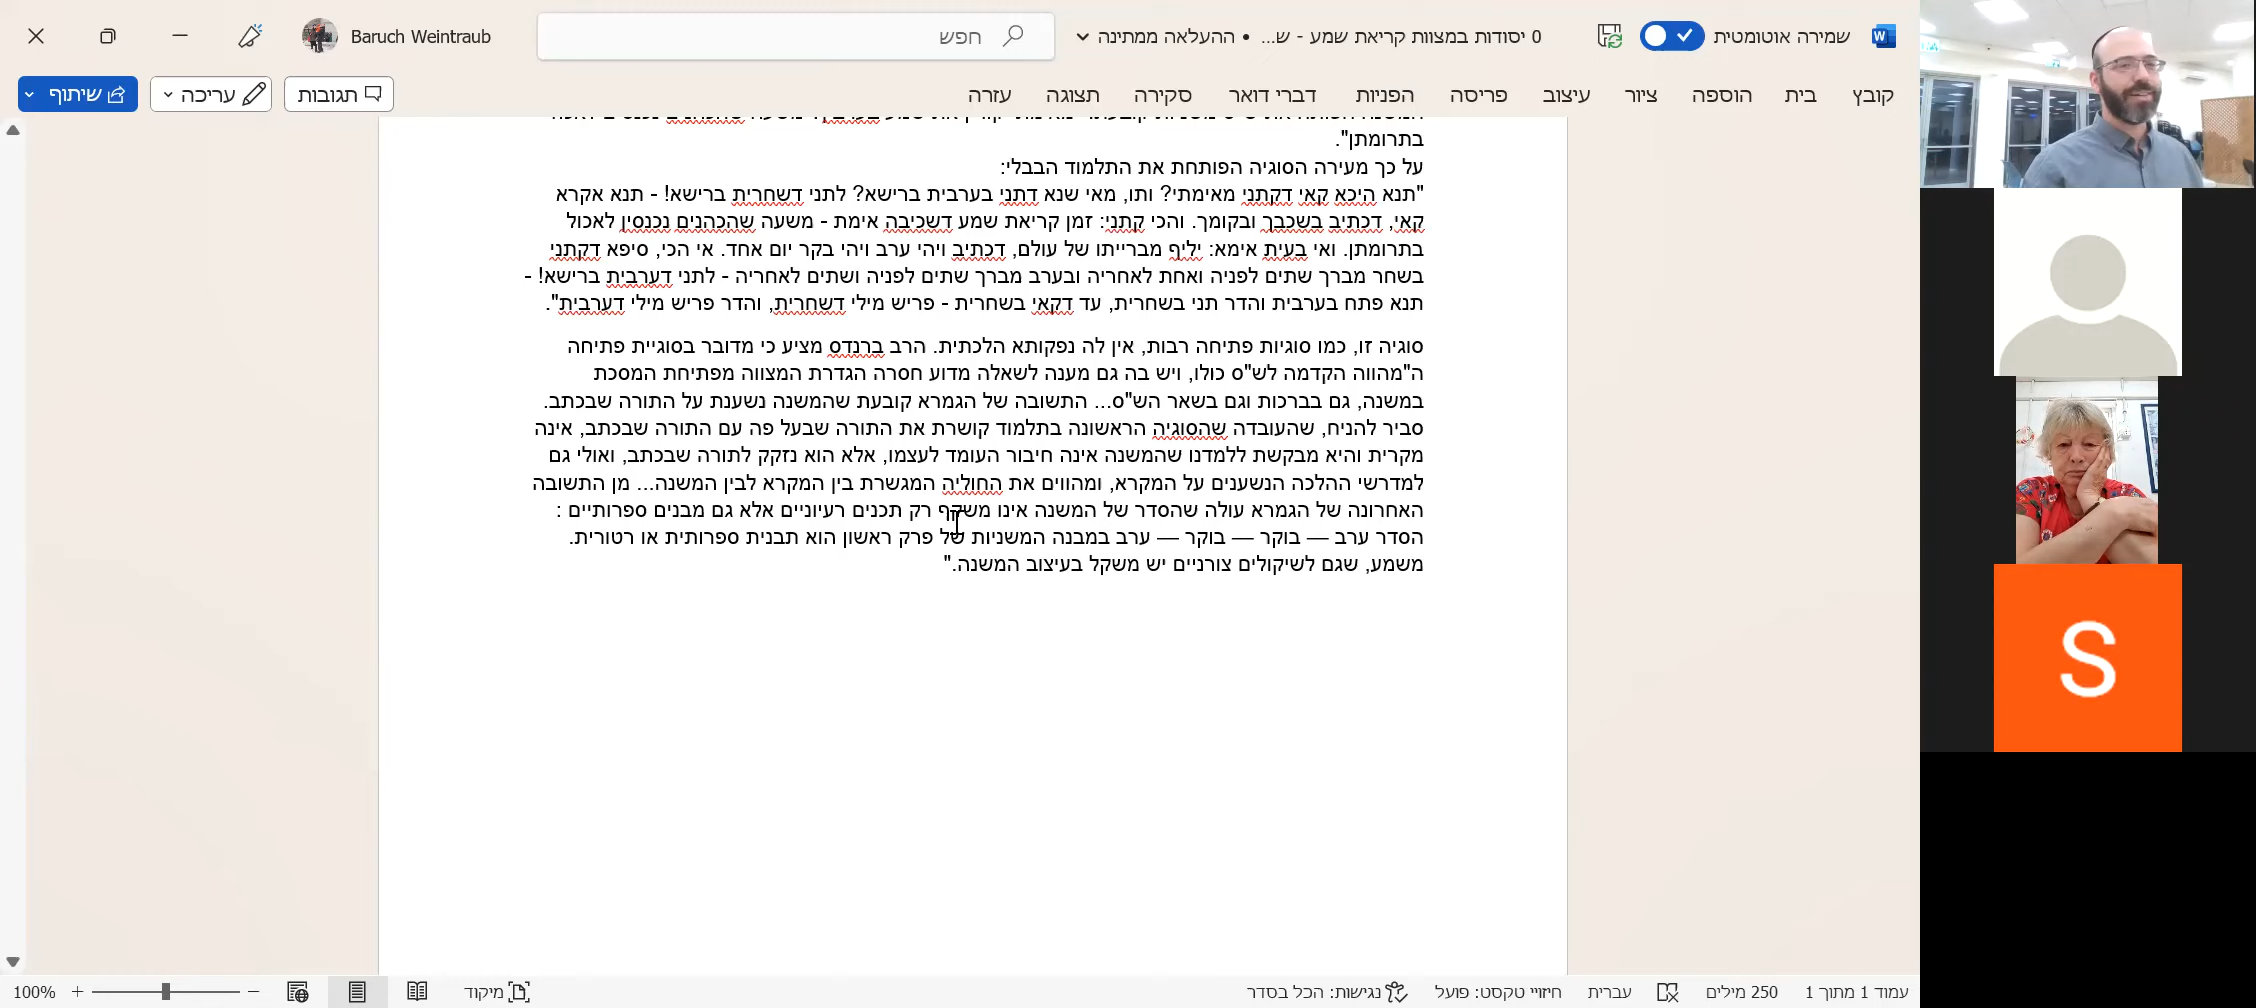 שמירה אוטומטית
0 יסודות במצוות קריאת שמע - ש... • ההעלאה ממתינה
חפש
Baruch Weintraub
קובץ
בית
הוספה
ציור
עיצוב
פריסה
הפניות
דברי דואר
סקירה
תצוגה
עזרה
תגובות
עריכה
שיתוף
בתרומתן".
על כך מעירה הסוגיה הפותחת את התלמוד הבבלי:
"תנא היכא קאי דקתני מאימתי? ותו, מאי שנא דתני בערבית ברישא? לתני דשחרית ברישא! - תנא אקרא
קאי, דכתיב בשכבך ובקומך. והכי קתני: זמן קריאת שמע דשכיבה אימת - משעה שהכהנים נכנסין לאכול
בתרומתן. ואי בעית אימא: יליף מברייתו של עולם, דכתיב ויהי ערב ויהי בקר יום אחד. אי הכי, סיפא דקתני
בשחר מברך שתים לפניה ואחת לאחריה ובערב מברך שתים לפניה ושתים לאחריה - לתני דערבית ברישא! -
תנא פתח בערבית והדר תני בשחרית, עד דקאי בשחרית - פריש מילי דשחרית, והדר פריש מילי דערבית".
סוגיה זו, כמו סוגיות פתיחה רבות, אין לה נפקותא הלכתית. הרב ברנדס מציע כי מדובר בסוגיית פתיחה
ה"מהווה הקדמה לש"ס כולו, ויש בה גם מענה לשאלה מדוע חסרה הגדרת המצווה מפתיחת המסכת
במשנה, גם בברכות וגם בשאר הש"ס... התשובה של הגמרא קובעת שהמשנה נשענת על התורה שבכתב.
סביר להניח, שהעובדה שהסוגיה הראשונה בתלמוד קושרת את התורה שבעל פה עם התורה שבכתב, אינה
מקרית והיא מבקשת ללמדנו שהמשנה אינה חיבור העומד לעצמו, אלא הוא נזקק לתורה שבכתב, ואולי גם
למדרשי ההלכה הנשענים על המקרא, ומהווים את החוליה המגשרת בין המקרא לבין המשנה... מן התשובה
האחרונה של הגמרא עולה שהסדר של המשנה אינו משקף רק תכנים רעיוניים אלא גם מבנים ספרותיים :
הסדר ערב — בוקר — בוקר — ערב במבנה המשניות של פרק ראשון הוא תבנית ספרותית או רטורית.
משמע, שגם לשיקולים צורניים יש משקל בעיצוב המשנה."
S
עמוד 1 מתוך 1
250 מילים
עברית
חיזויי טקסט: פועל
נגישות: הכל בסדר
מיקוד
100%